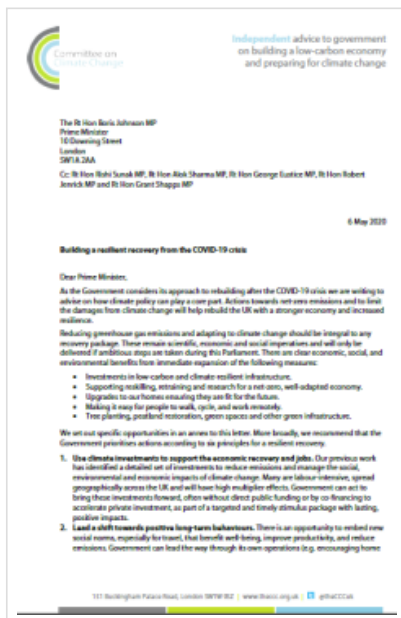 Committee on
Climate Change
Independent advice to government
on building a low-carbon economy
and preparing for climate change
The Rt Hon Boris Johnson MP
Prime Minister
10 Downing Street
London
SW1A 2AA
Cc: Rt Hon Rishi Sunak MP, Rt Hon Alok Sharma MP, Rt Hon George Eustice MP, Rt Hon Robert
Jenrick MP and Rt Hon Grant Shapps MP
6 May 2020
Building a resilient recovery from the COVID-19 crisis
Dear Prime Minister,
As the Government considers its approach to rebuilding after the COVID-19 crisis we are writing to
advise on how climate policy can play a core part. Actions towards net-zero emissions and to limit
the damages from climate change will help rebuild the UK with a stronger economy and increased
resilience.
Reducing greenhouse gas emissions and adapting to climate change should be integral to any
recovery package. These remain scientific, economic and social imperatives and will only be
delivered if ambitious steps are taken during this Parliament. There are clear economic, social, and
environmental benefits from immediate expansion of the following measures:
• Investments in low-carbon and climate-resilient infrastructure.
• Supporting reskilling, retraining and research for a net-zero, well-adapted economy.
• Upgrades to our homes ensuring they are fit for the future.
• Making it easy for people to walk, cycle, and work remotely.
• Tree planting, peatland restoration, green spaces and other green infrastructure.
We set out specific opportunities in an annex to this letter. More broadly, we recommend that the
Government prioritises actions according to six principles for a resilient recovery.
1. Use climate investments to support the economic recovery and jobs. Our previous work
has identified a detailed set of investments to reduce emissions and manage the social,
environmental and economic impacts of climate change. Many are labour-intensive, spread
geographically across the UK and will have high multiplier effects. Government can act to
bring these investments forward, often without direct public funding or by co-financing to
accelerate private investment, as part of a targeted and timely stimulus package with lasting,
positive impacts.
2. Lead a shift towards positive long-term behaviours. There is an opportunity to embed new
social norms, especially for travel, that benefit well-being, improve productivity, and reduce
emissions. Government can lead the way through its own operations (e.g. encouraging home
151 Buckingham Palace Road, London SW1W 9SZ | www.theccc.org.uk | @theCCCuk